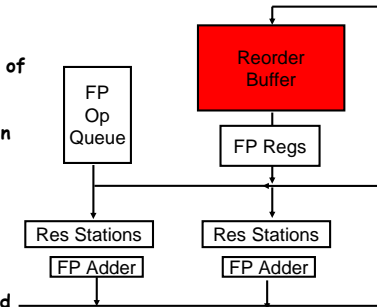 of
n
d
Reorder
Buffer
FP
Op
Queue
FP Regs
Res Stations
Res Stations
FP Adder
FP Adder